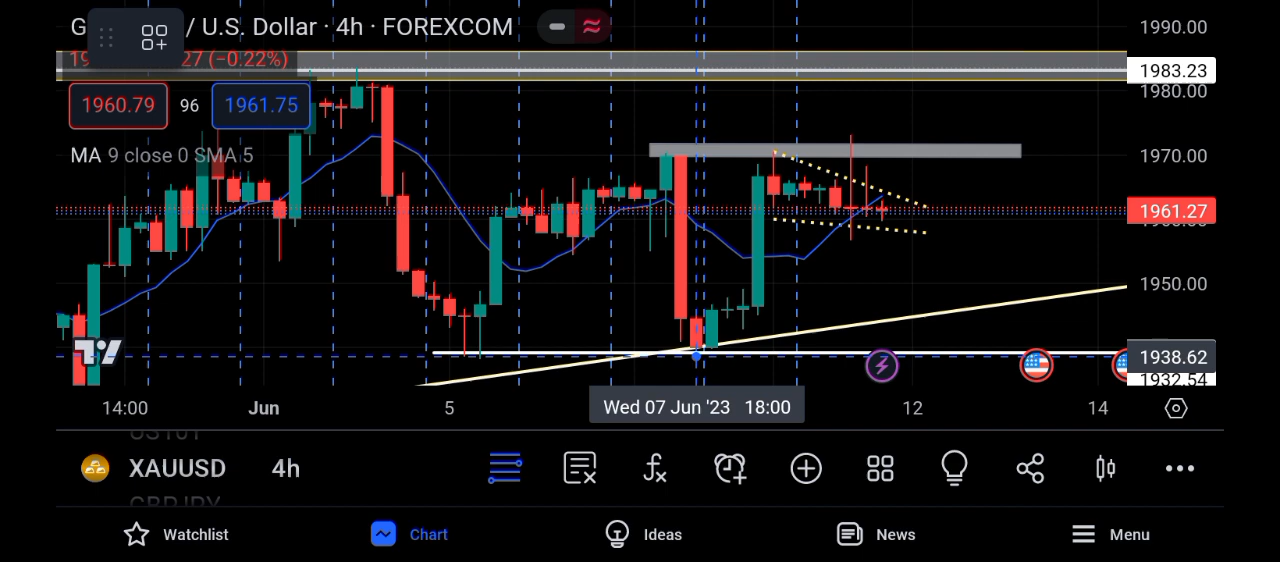 G / U.S. Dollar · 4h · FOREXCOM
27 (−0.22%)
1960.79 96 1961.75
MA 9 close 0 SMA 5
1990.00
1983.23
1980.00
1970.00
1961.27
1950.00
1938.62
1932.54
14:00 Jun 5 Wed 07 Jun '23 18:00 12 14
XAUUSD 4h
GBPJPY
Watchlist Chart Ideas News Menu